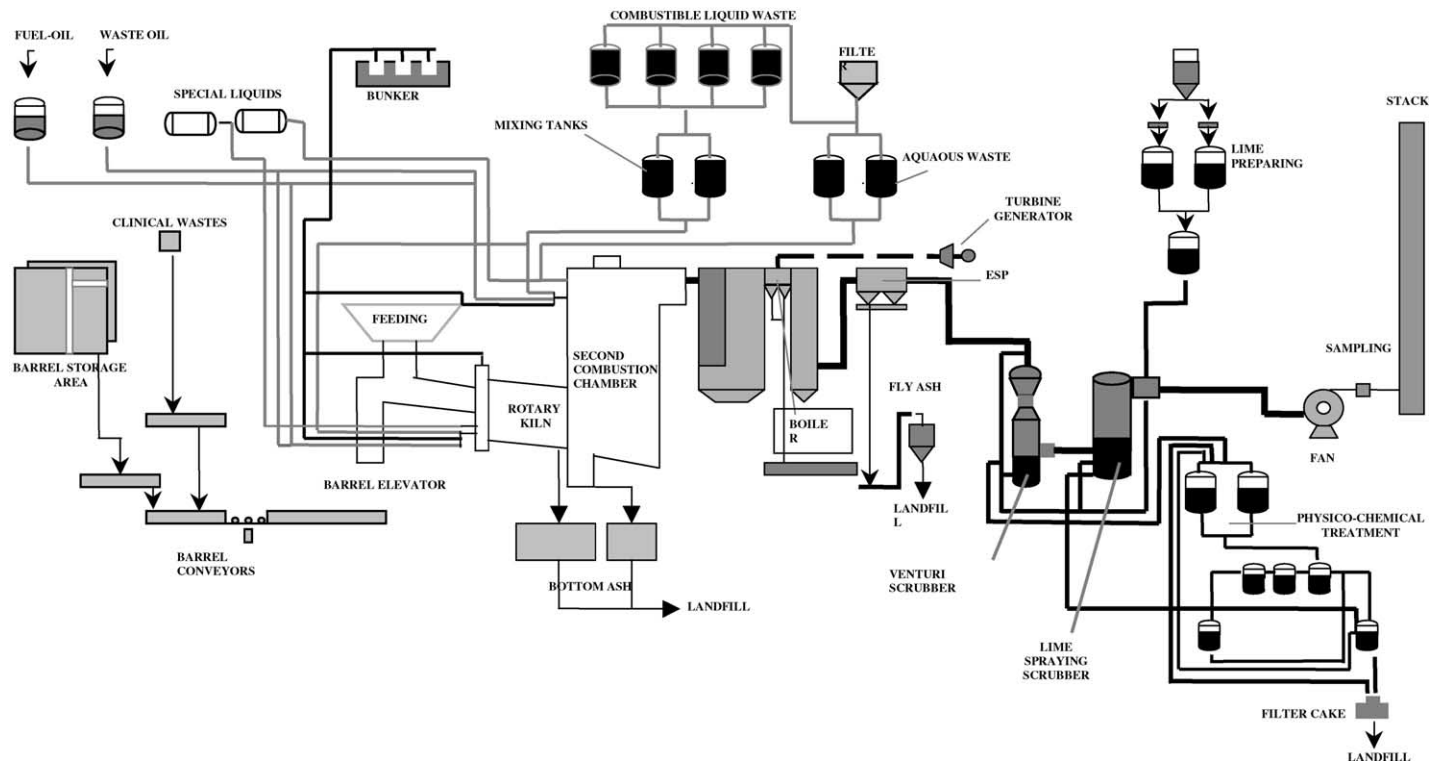 COMBUSTIBLE LIQUID WASTE
FUEL-OIL
WASTE OIL
FILTE
R
SPECIAL LIQUIDS
BUNKER
STACK
MIXING TANKS
AQUAOUS WASTE
LIME
PREPARING
TURBINE
GENERATOR
CLINICAL WASTES
ESP
FEEDING
BARREL STORAGE
AREA
SECOND
COMBUSTION
CHAMBER
SAMPLING
FLY ASH
ROTARY
KILN
BOILE
R
FAN
BARREL ELEVATOR
LANDFIL
L
PHYSICO-CHEMICAL
TREATMENT
BARREL
CONVEYORS
BOTTOM ASH
VENTURI
SCRUBBER
LANDFILL
LIME
SPRAYING
SCRUBBER
FILTER CAKE
LANDFILL